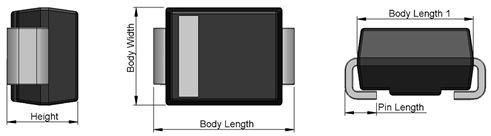 Height
Body Width
Body Length
Body Length 1
Pin Length